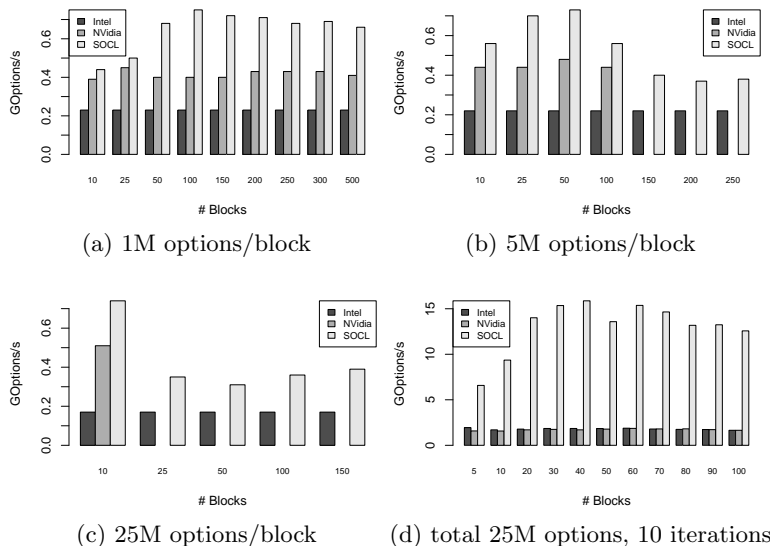 GOptions/s
0.0 0.2 0.4 0.6
Intel
NVidia
SOCL
10 25 50 100 150 200 250 300 500
# Blocks
(a) 1M options/block
GOptions/s
0.0 0.2 0.4 0.6
Intel
NVidia
SOCL
10 25 50 100 150 200 250
# Blocks
(b) 5M options/block
GOptions/s
0.0 0.2 0.4 0.6
Intel
NVidia
SOCL
10 25 50 100 150
# Blocks
(c) 25M options/block
GOptions/s
0 5 10 15
Intel
NVidia
SOCL
5 10 20 30 40 50 60 70 80 90 100
# Blocks
(d) total 25M options, 10 iterations